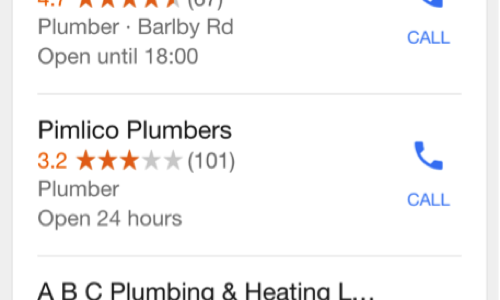 4.7 ★★★★★ (67)
Plumber · Barlby Rd
CALL
Open until 18:00
Pimlico Plumbers
3.2 ★★★★★ (101)
Plumber
CALL
Open 24 hours
A B C Plumbing & Heating L...